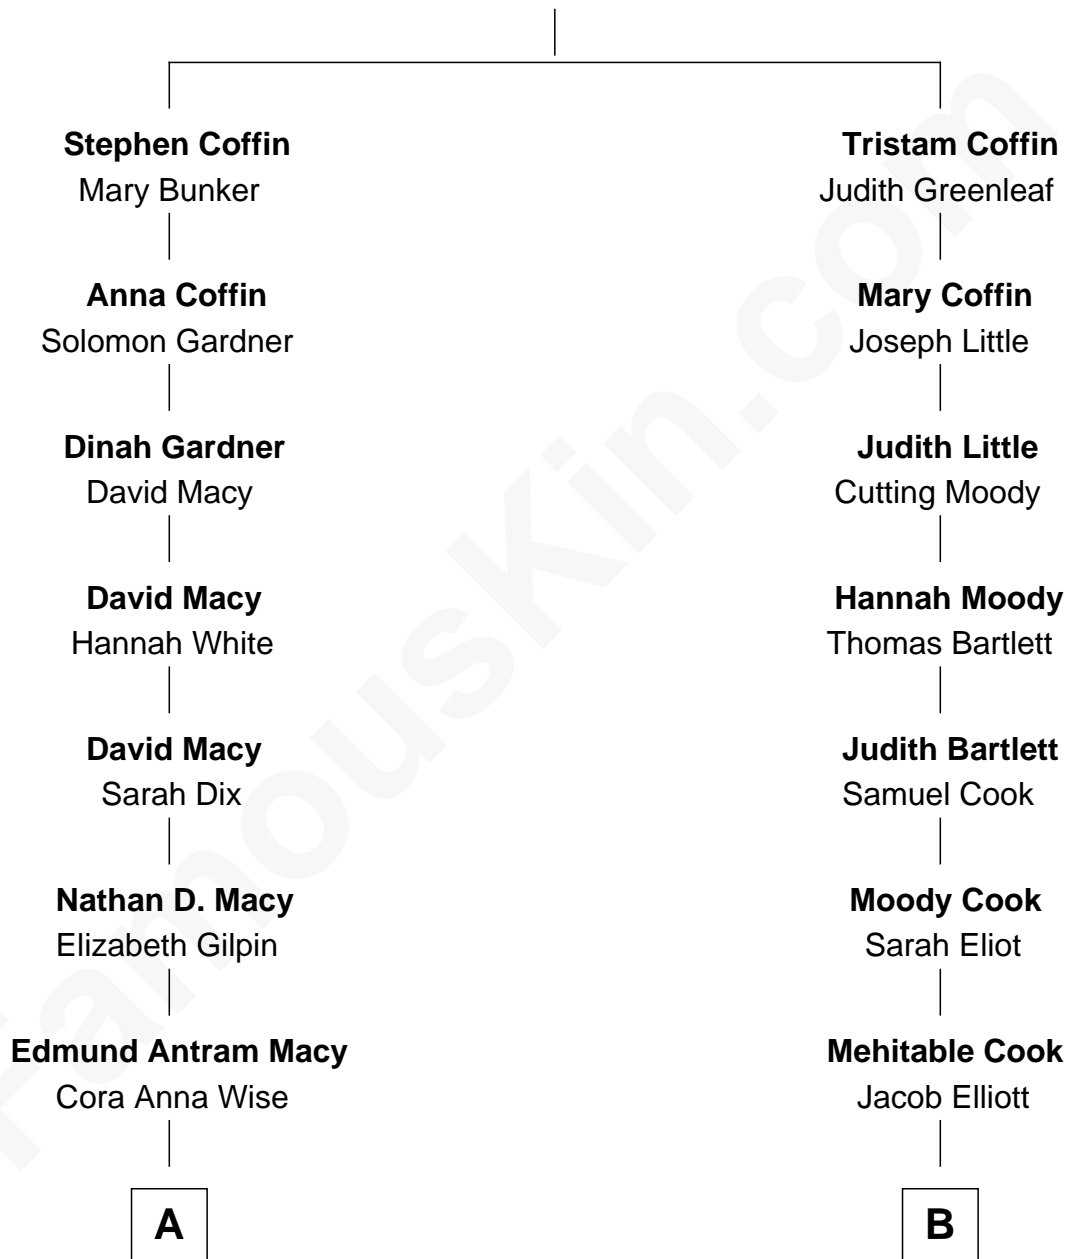 Stephen Coffin
Mary Bunker
Anna Coffin
Solomon Gardner
Dinah Gardner
David Macy
David Macy
Hannah White
David Macy
Sarah Dix
Nathan D. Macy
Elizabeth Gilpin
Edmund Antram Macy
Cora Anna Wise
A
Tristam Coffin
Judith Greenleaf
Mary Coffin
Joseph Little
Judith Little
Cutting Moody
Hannah Moody
Thomas Bartlett
Judith Bartlett
Samuel Cook
Moody Cook
Sarah Eliot
Mehitable Cook
Jacob Elliott
B
FamousKin.com